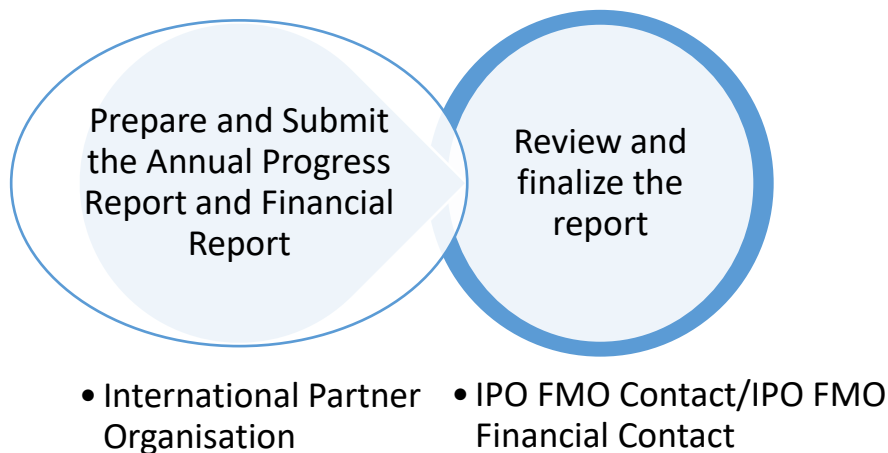 Prepare and Submit
the Annual Progress
Report and Financial
Report
Review and
finalize the
report
• International Partner
Organisation
• IPO FMO Contact/IPO FMO
Financial Contact